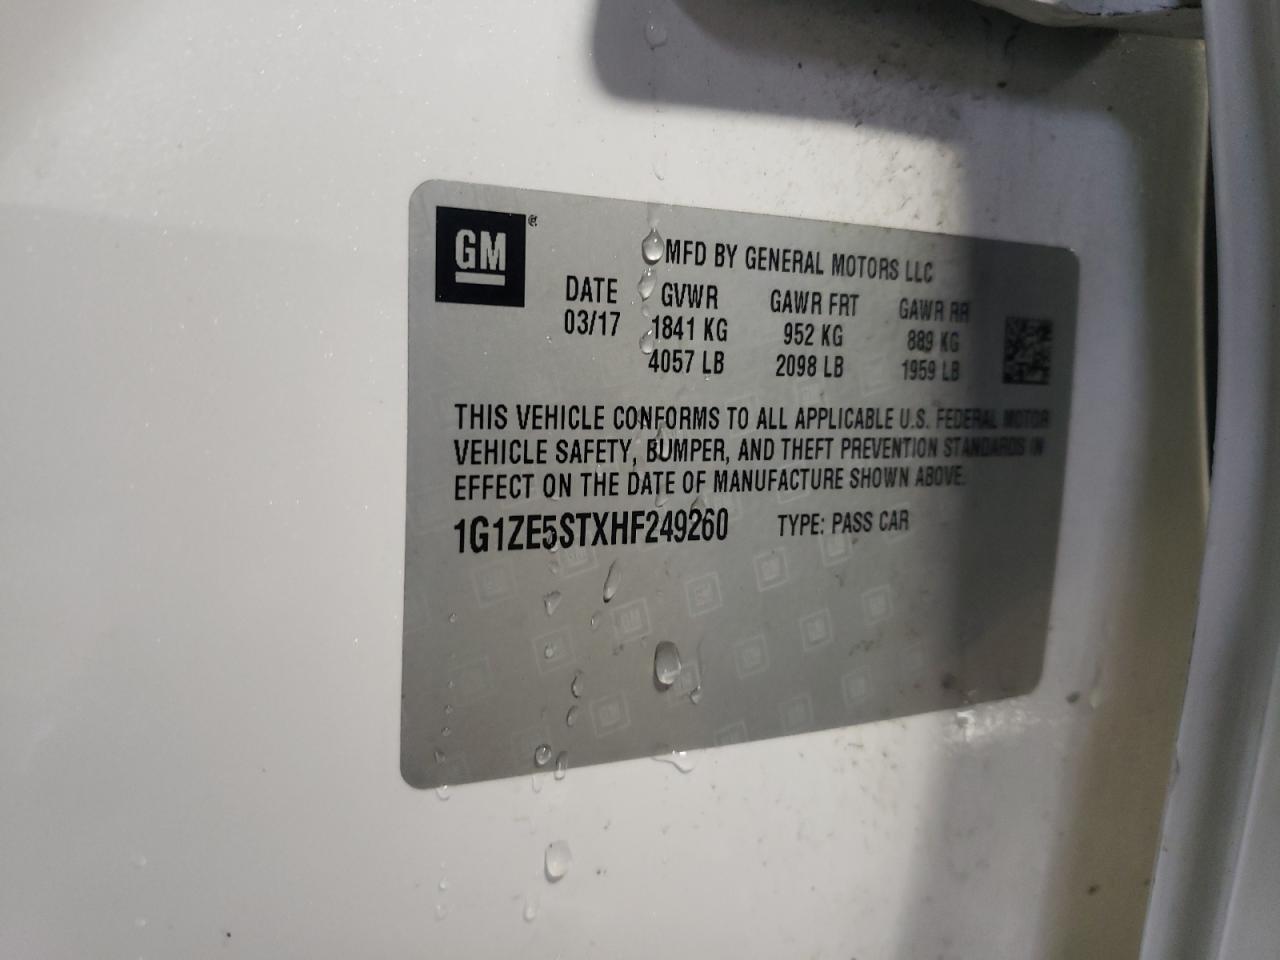 GM®
MFD BY GENERAL MOTORS LLC
DATE GVWR GAWR FRT GAWR RR
03/17 1841 KG 952 KG 889 KG
4057 LB 2098 LB 1959 LB
THIS VEHICLE CONFORMS TO ALL APPLICABLE U.S. FEDERAL MOTOR
VEHICLE SAFETY, BUMPER, AND THEFT PREVENTION STANDARDS IN
EFFECT ON THE DATE OF MANUFACTURE SHOWN ABOVE.
1G1ZE5STXHF249260 TYPE: PASS CAR